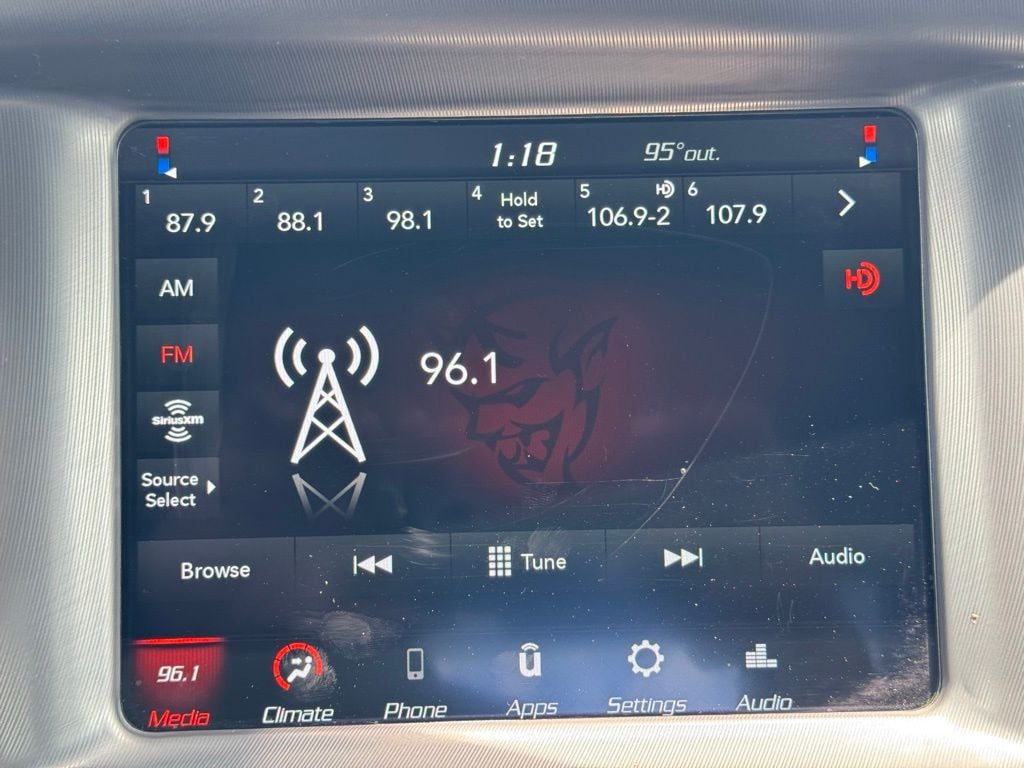 1:18 95° out.
1 2 3 4 Hold 5 HD 6
87.9 88.1 98.1 to Set 106.9-2 107.9
AM HD
FM
96.1
SiriusXM
Source
Select
Browse Tune Audio
96.1
Media Climate Phone Apps Settings Audio